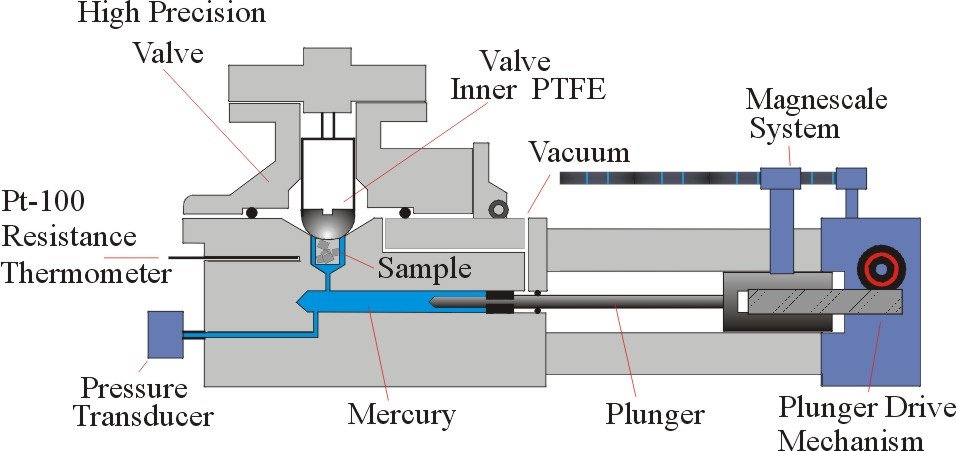 High Precision
Valve
Valve
Inner PTFE
Magnescale
System
Vacuum
Pt-100
Resistance
Thermometer
Sample
Pressure
Transducer
Mercury
Plunger
Plunger Drive
Mechanism